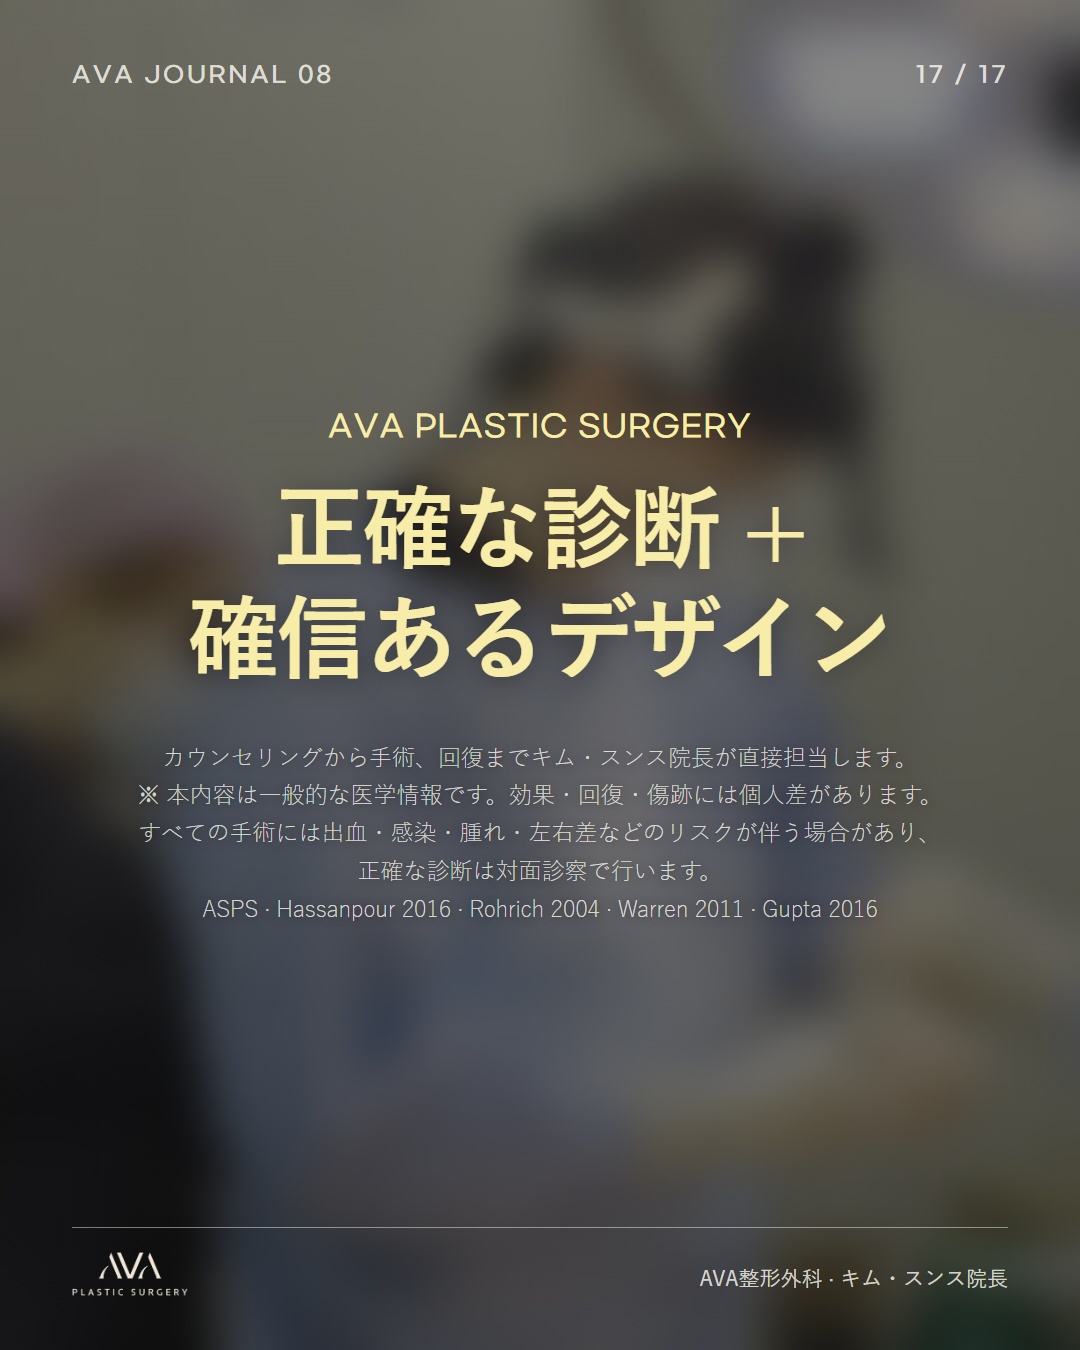 AVA JOURNAL 08
17 / 17
AVA PLASTIC SURGERY
正確な診断 ＋
確信あるデザイン
カウンセリングから手術、回復までキム・スンス院長が直接担当します。
※ 本内容は一般的な医学情報です。効果・回復・傷跡には個人差があります。
すべての手術には出血・感染・腫れ・左右差などのリスクが伴う場合があり、
正確な診断は対面診察で行います。
ASPS · Hassanpour 2016 · Rohrich 2004 · Warren 2011 · Gupta 2016
AVA
PLASTIC SURGERY
AVA整形外科 · キム・スンス院長